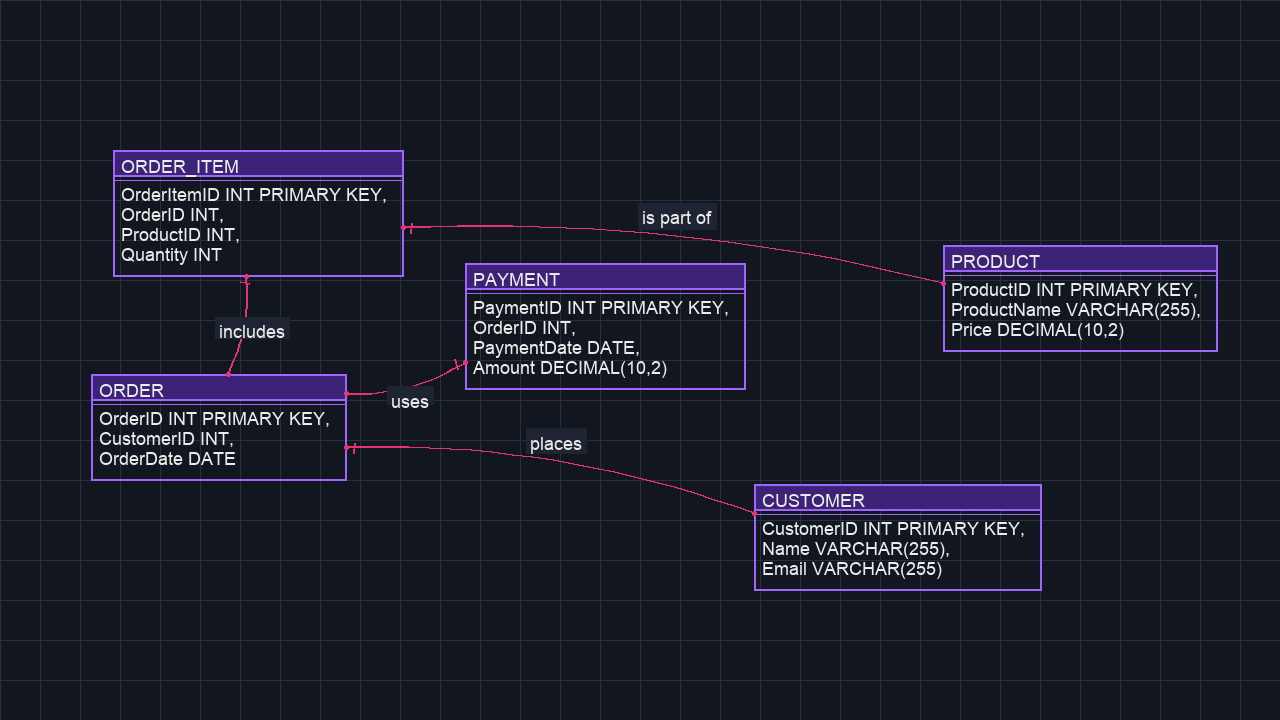 ORDER_ITEM
OrderItemID INT PRIMARY KEY,
OrderID INT,
ProductID INT,
Quantity INT
is part of
PRODUCT
ProductID INT PRIMARY KEY,
ProductName VARCHAR(255),
Price DECIMAL(10,2)
PAYMENT
PaymentID INT PRIMARY KEY,
OrderID INT,
PaymentDate DATE,
Amount DECIMAL(10,2)
includes
uses
ORDER
OrderID INT PRIMARY KEY,
CustomerID INT,
OrderDate DATE
places
CUSTOMER
CustomerID INT PRIMARY KEY,
Name VARCHAR(255),
Email VARCHAR(255)